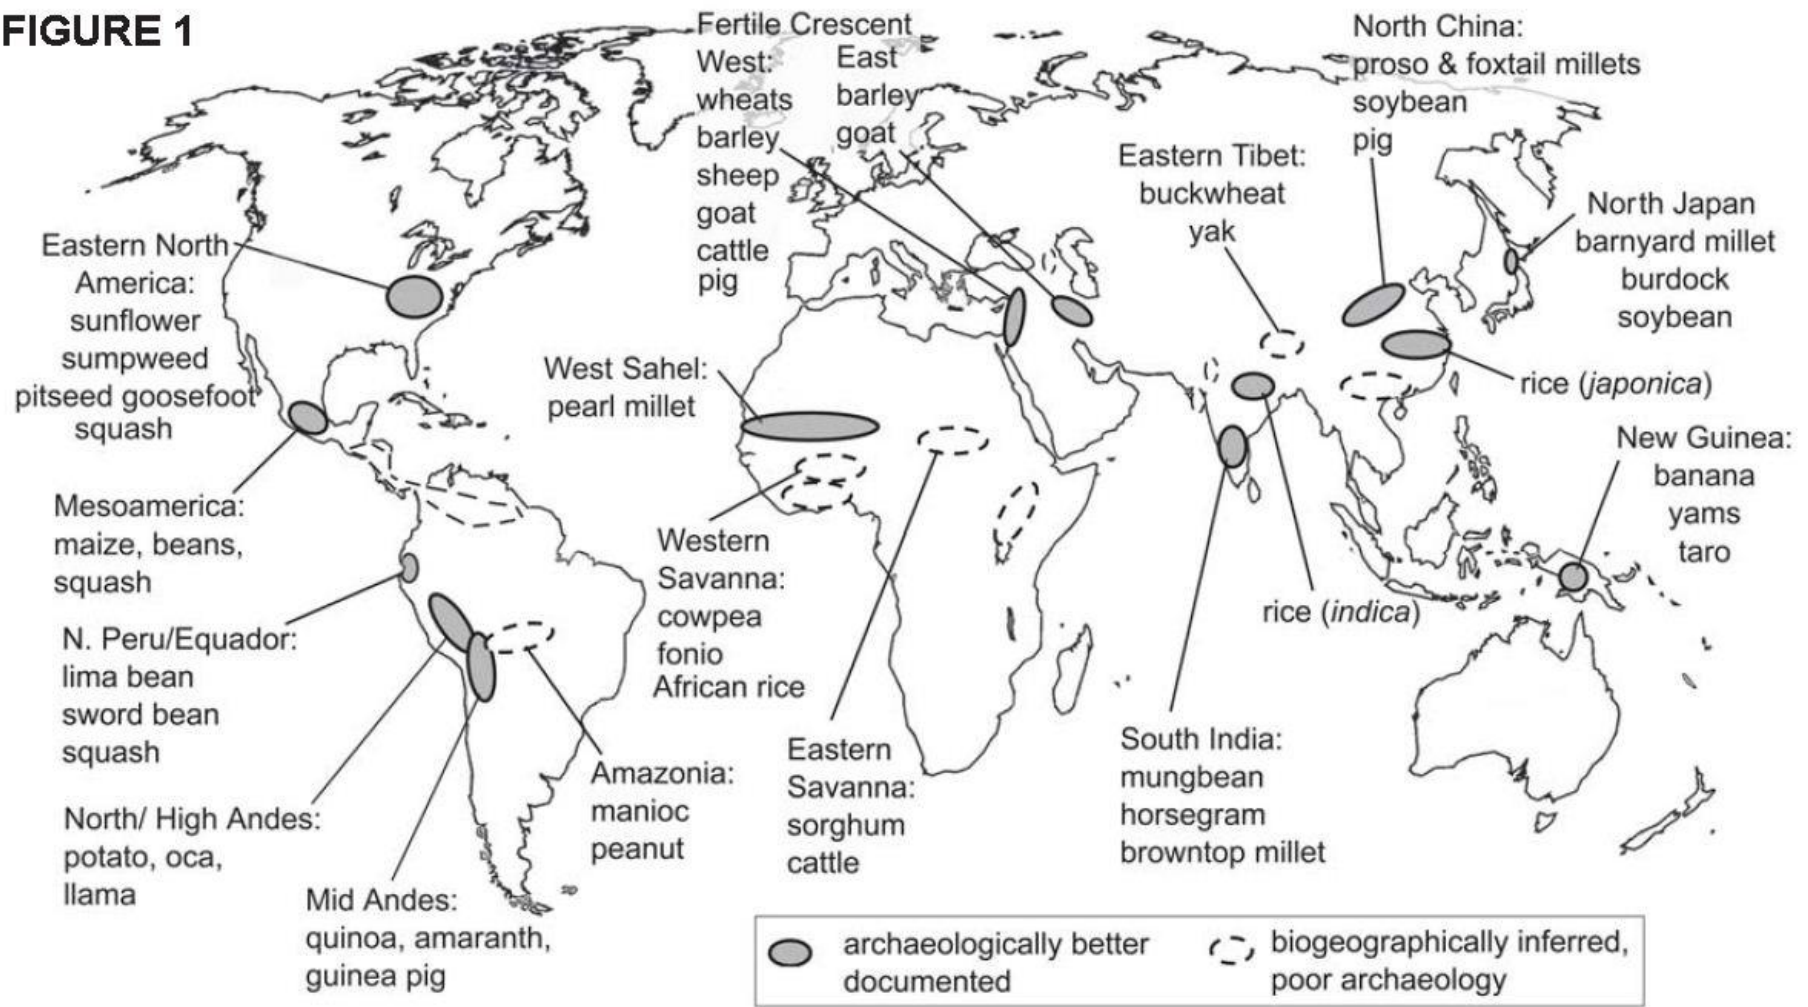 FIGURE 1
Fertile Crescent
West:
wheats
barley
sheep
goat
cattle
pig
East
barley
goat
North China:
proso & foxtail millets
soybean
pig
Eastern Tibet:
buckwheat
yak
North Japan
barnyard millet
burdock
soybean
Eastern North
America:
sunflower
sumpweed
pitseed goosefoot
squash
West Sahel:
pearl millet
rice (japonica)
New Guinea:
banana
yams
taro
Mesoamerica:
maize, beans,
squash
Western
Savanna:
cowpea
fonio
African rice
rice (indica)
N. Peru/Equador:
lima bean
sword bean
squash
Amazonia:
manioc
peanut
Eastern
Savanna:
sorghum
cattle
South India:
mungbean
horsegram
browntop millet
North/ High Andes:
potato, oca,
llama
Mid Andes:
quinoa, amaranth,
guinea pig
archaeologically better
documented
biogeographically inferred,
poor archaeology